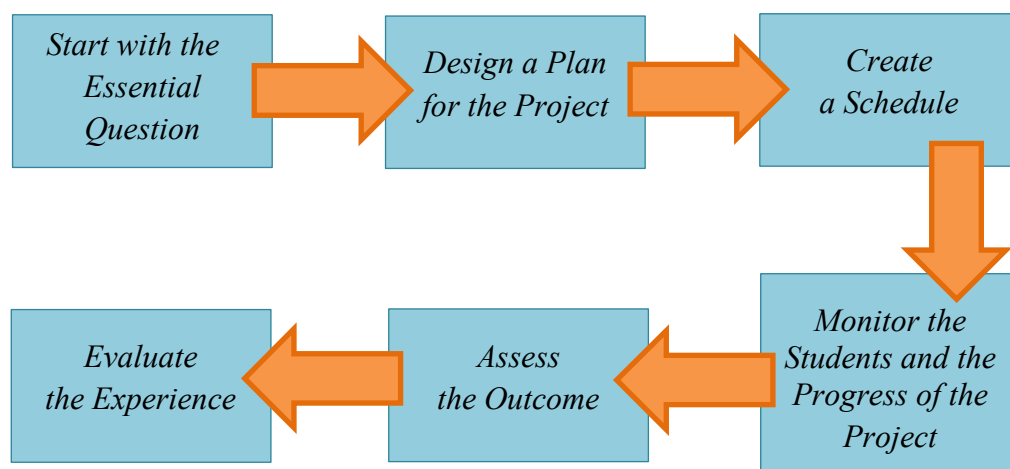 Start with the
Essential
Question
Design a Plan
for the Project
Create
a Schedule
Monitor the
Students and the
Progress of the
Project
Assess
the Outcome
Evaluate
the Experience